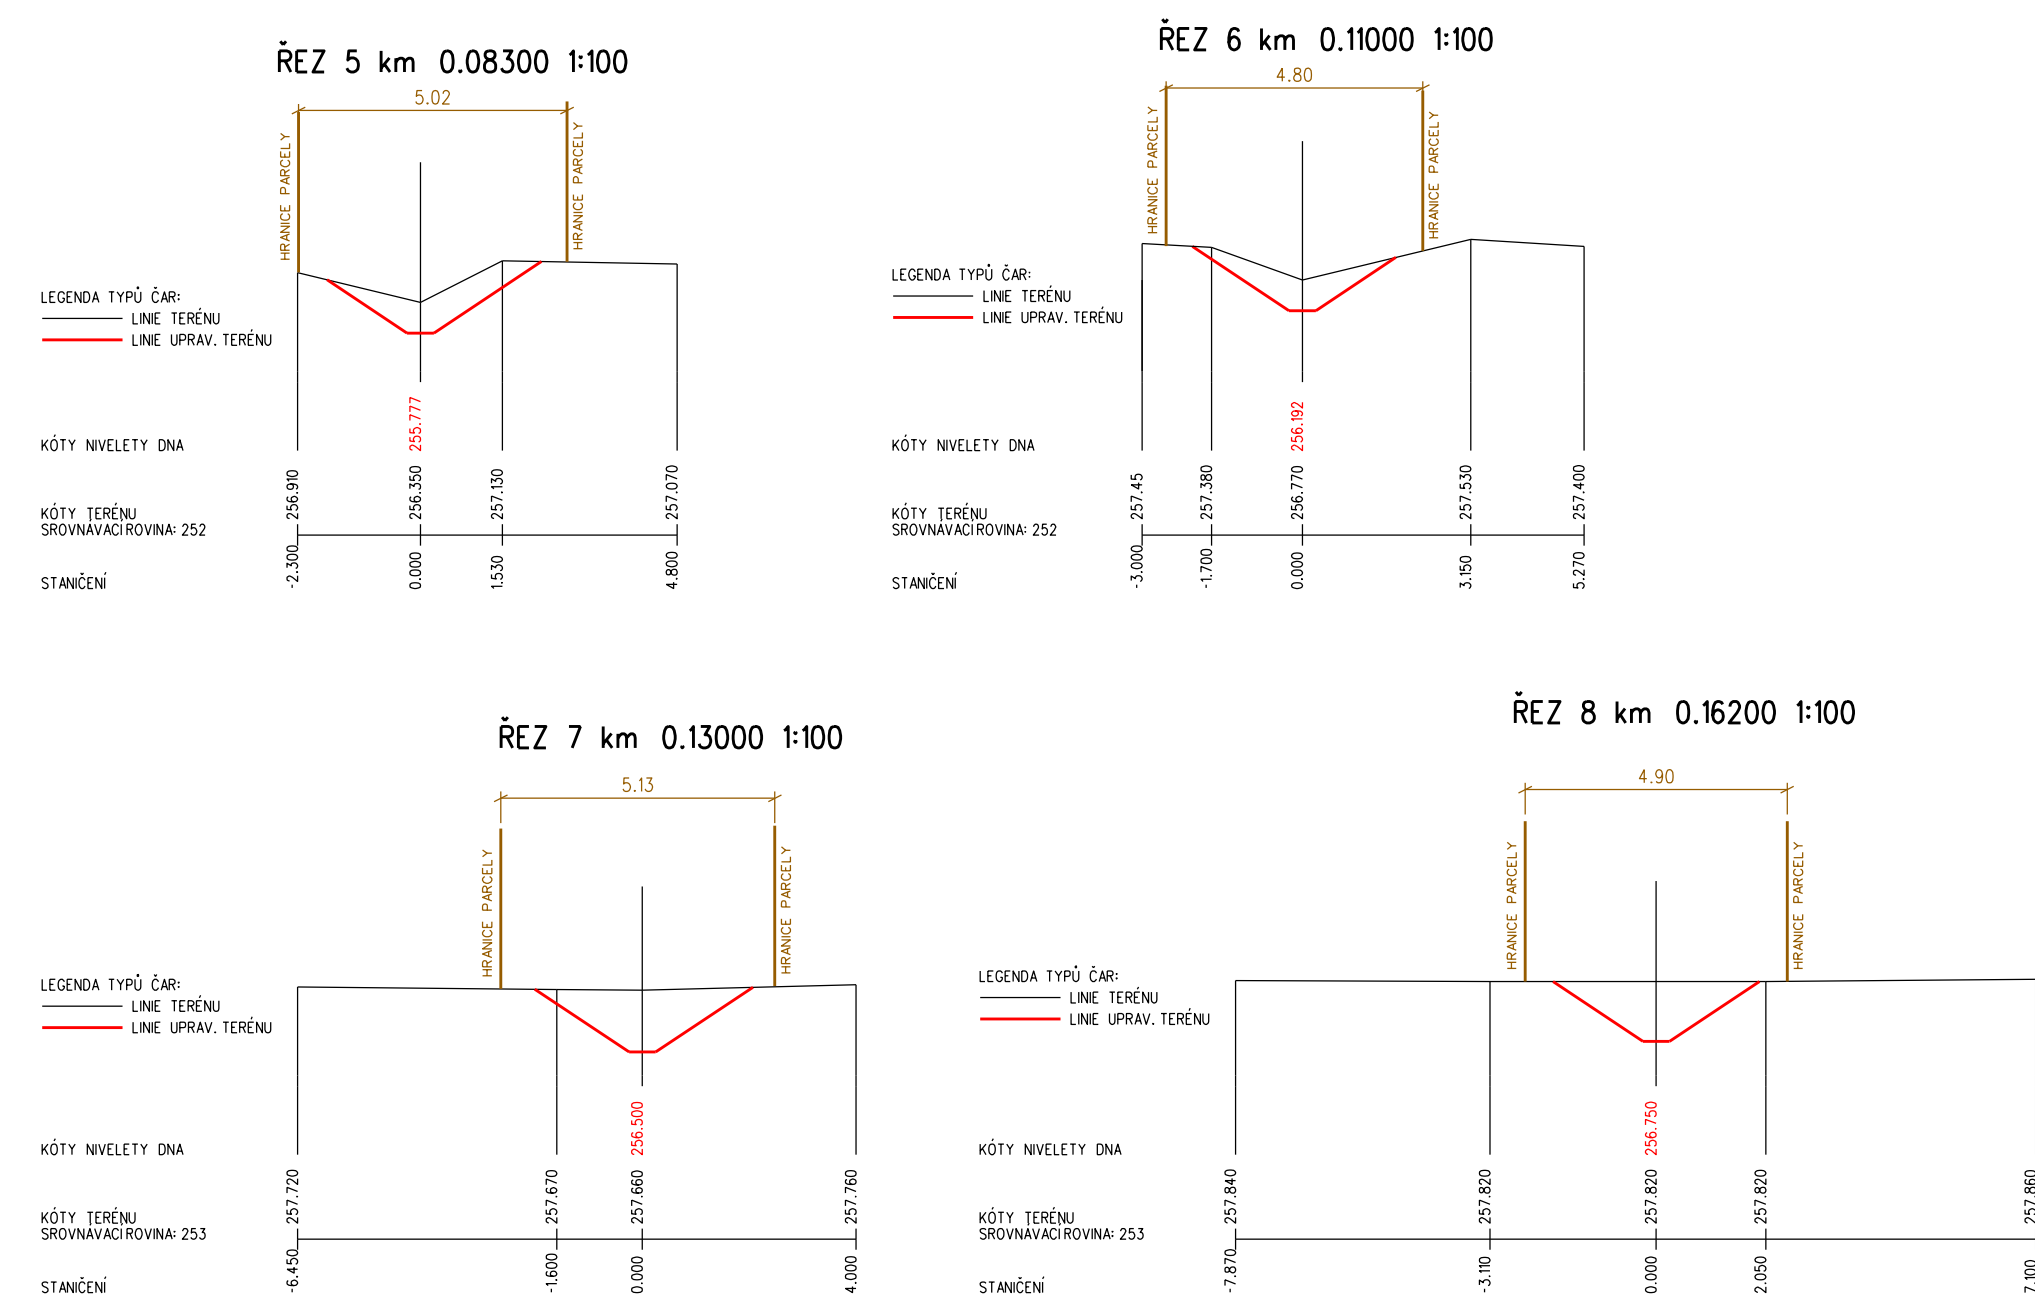 ŘEZ 5 km 0.08300 1:100
5.02
HRANICE PARCELY
HRANICE PARCELY
LEGENDA TYPŮ ČAR:
LINIE TERÉNU
LINIE UPRAV. TERÉNU
KÓTY NIVELETY DNA
255.777
KÓTY TERÉNU
256.910
256.350
257.130
257.070
SROVNÁVACÍ ROVINA: 252
STANIČENÍ
-2.300
0.000
1.530
4.800
ŘEZ 6 km 0.11000 1:100
4.80
HRANICE PARCELY
HRANICE PARCELY
LEGENDA TYPŮ ČAR:
LINIE TERÉNU
LINIE UPRAV. TERÉNU
KÓTY NIVELETY DNA
256.192
KÓTY TERÉNU
257.45
257.380
256.770
257.530
257.400
SROVNÁVACÍ ROVINA: 252
STANIČENÍ
-3.000
-1.700
0.000
3.150
5.270
ŘEZ 7 km 0.13000 1:100
5.13
HRANICE PARCELY
HRANICE PARCELY
LEGENDA TYPŮ ČAR:
LINIE TERÉNU
LINIE UPRAV. TERÉNU
KÓTY NIVELETY DNA
256.500
KÓTY TERÉNU
257.720
257.670
257.660
257.760
SROVNÁVACÍ ROVINA: 253
STANIČENÍ
-6.450
-1.600
0.000
4.000
ŘEZ 8 km 0.16200 1:100
4.90
HRANICE PARCELY
HRANICE PARCELY
LEGENDA TYPŮ ČAR:
LINIE TERÉNU
LINIE UPRAV. TERÉNU
KÓTY NIVELETY DNA
256.750
KÓTY TERÉNU
257.840
257.820
257.820
257.820
257.860
SROVNÁVACÍ ROVINA: 253
STANIČENÍ
-7.870
-3.110
0.000
2.050
7.100